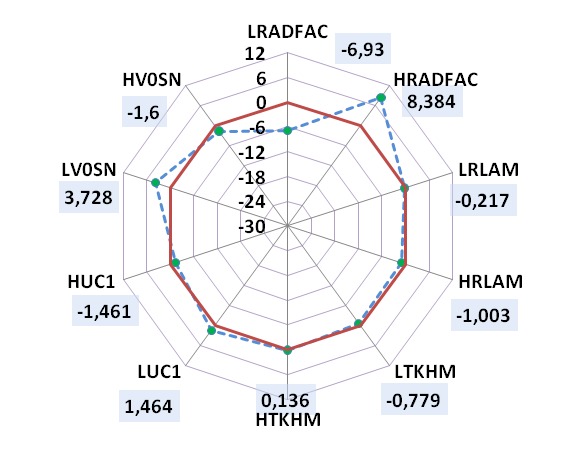 LRADFAC
-6,93
12
HV0SN
HRADFAC
6
-1,6
0
8,384
-6
LV0SN
LRLAM
3,728
-12
-0,217
-18
-24
-30
HUC1
HRLAM
-1,461
-1,003
LUC1
LTKHM
1,464
0,136
-0,779
HTKHM